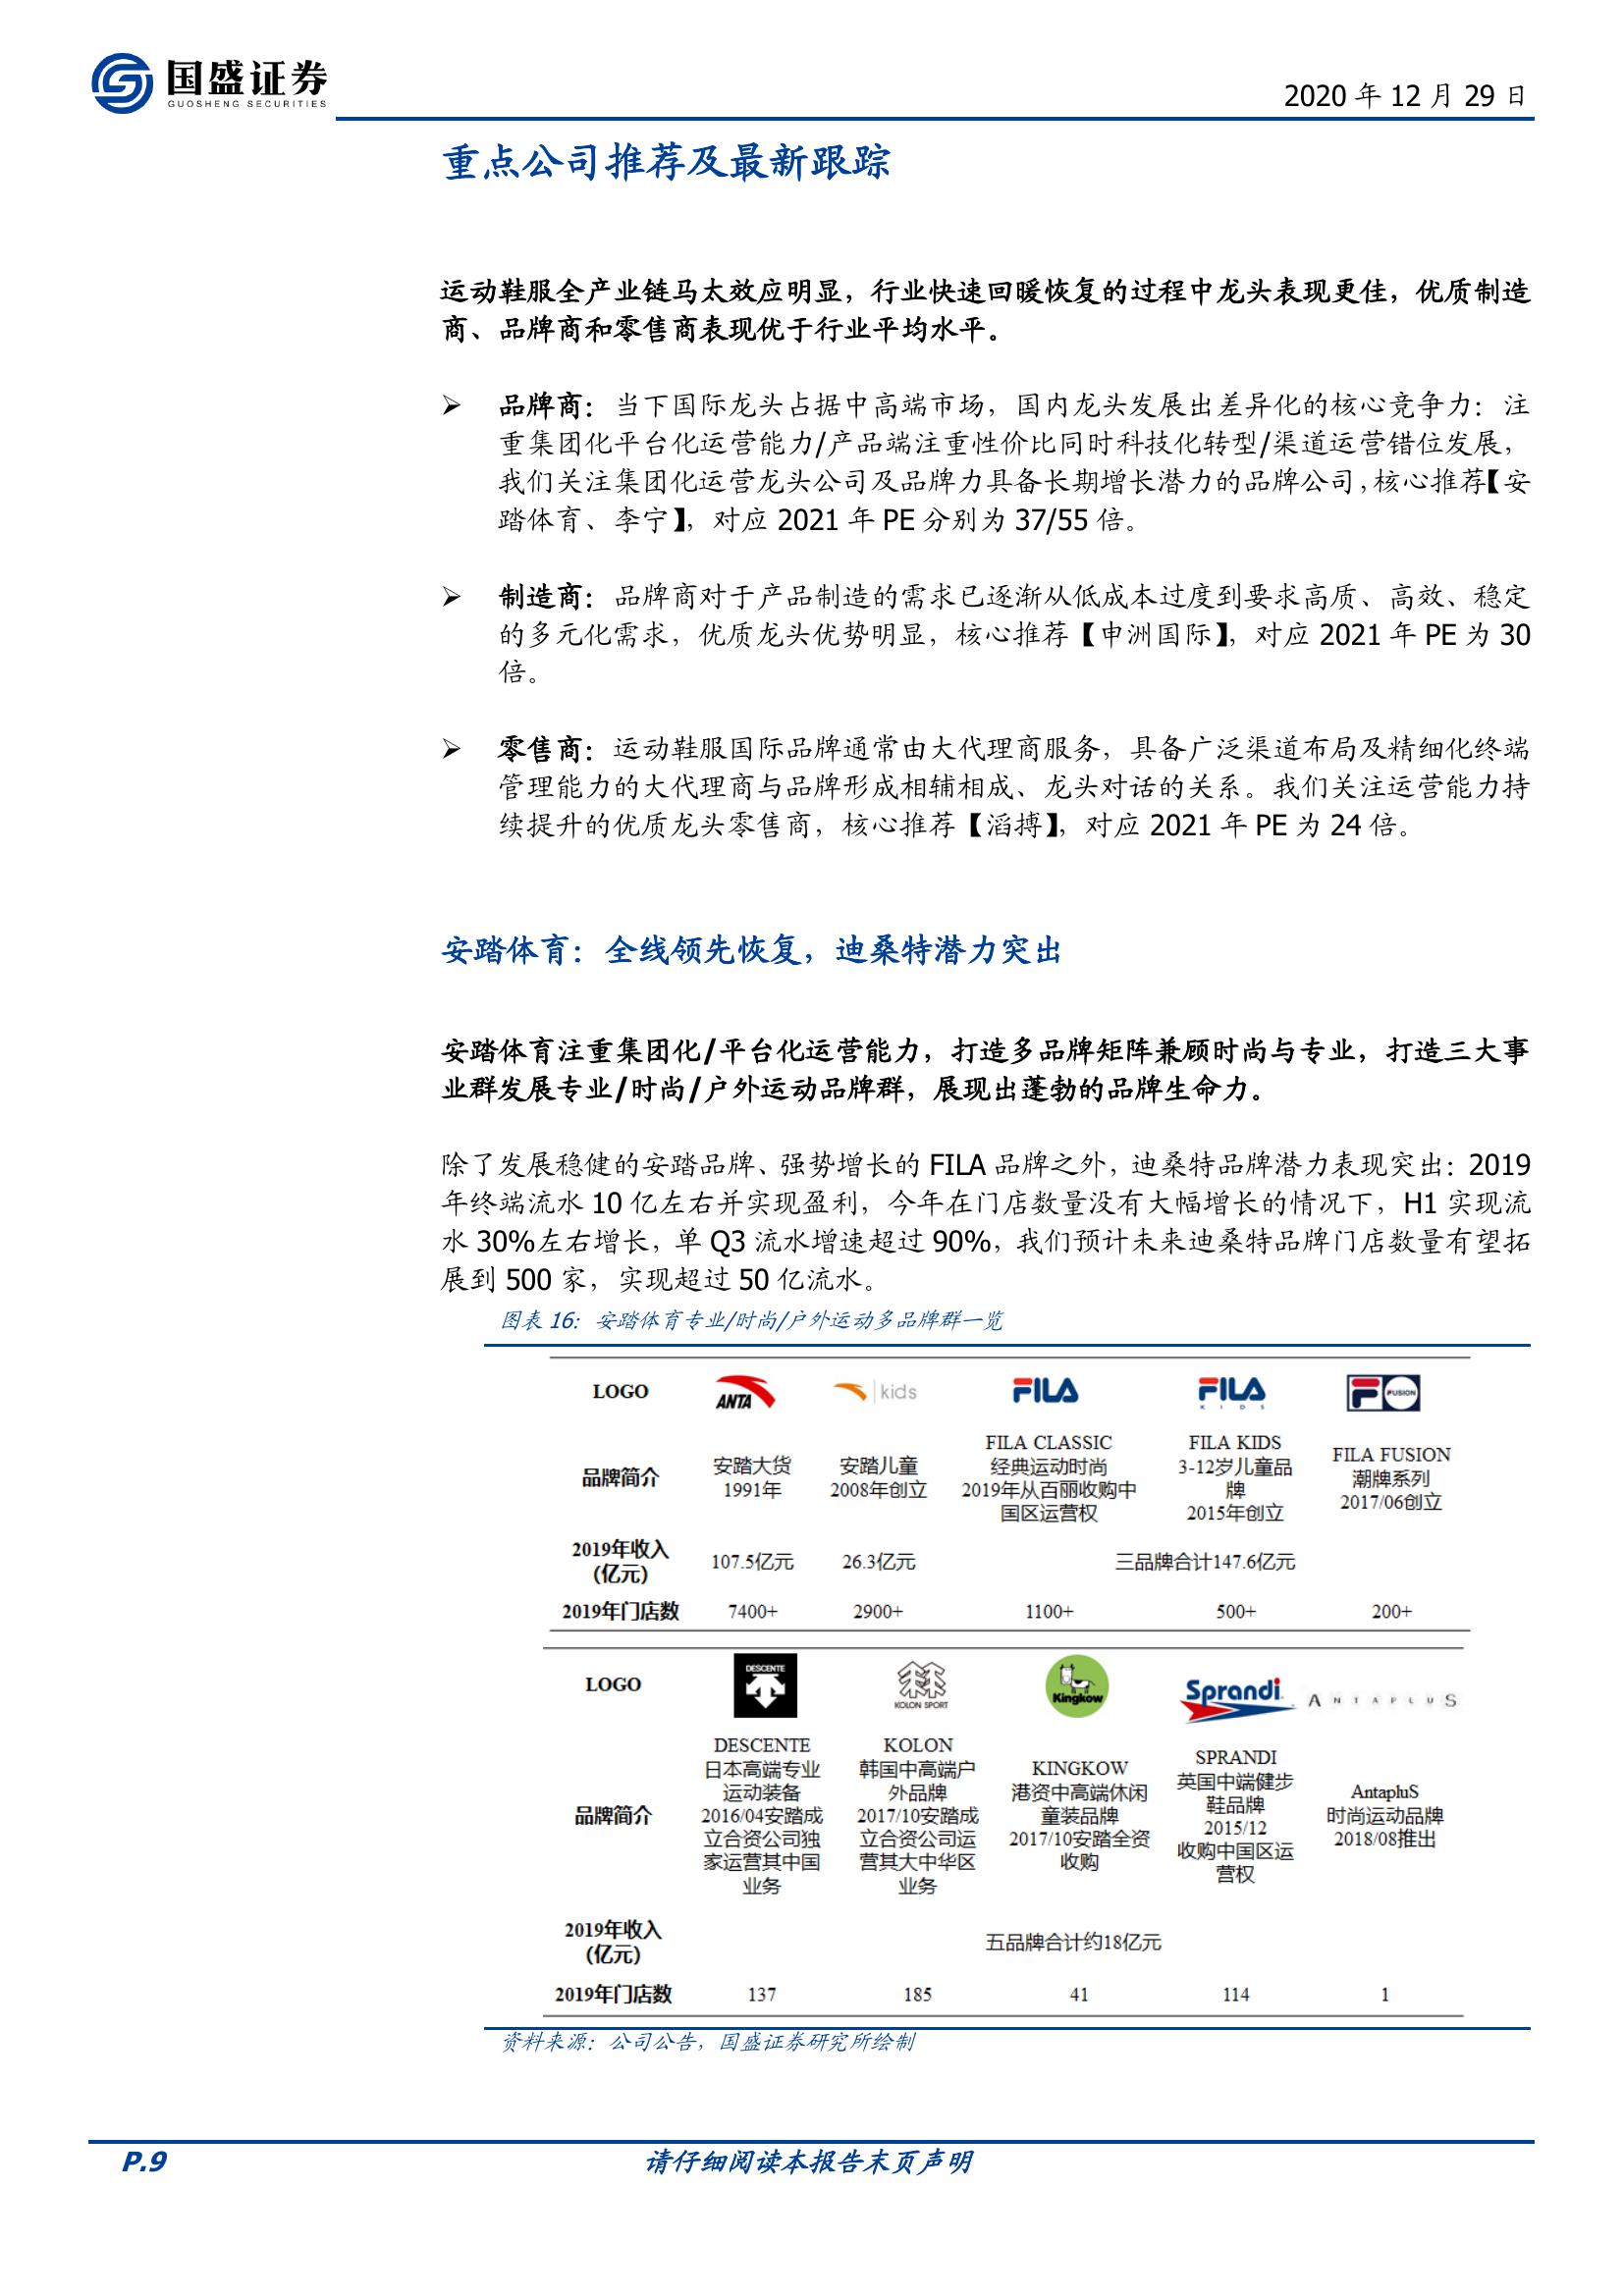 国盛证券
GUOSHENG SECURITIES
2020 年 12 月 29 日
重点公司推荐及最新跟踪
运动鞋服全产业链马太效应明显，行业快速回暖恢复的过程中龙头表现更佳，优质制造
商、品牌商和零售商表现优于行业平均水平。
➢ 品牌商：当下国际龙头占据中高端市场，国内龙头发展出差异化的核心竞争力：注
重集团化平台化运营能力/产品端注重性价比同时科技化转型/渠道运营错位发展，
我们关注集团化运营龙头公司及品牌力具备长期增长潜力的品牌公司，核心推荐【安
踏体育、李宁】，对应 2021 年 PE 分别为 37/55 倍。
➢ 制造商：品牌商对于产品制造的需求已逐渐从低成本过度到要求高质、高效、稳定
的多元化需求，优质龙头优势明显，核心推荐【申洲国际】，对应 2021 年 PE 为 30
倍。
➢ 零售商：运动鞋服国际品牌通常由大代理商服务，具备广泛渠道布局及精细化终端
管理能力的大代理商与品牌形成相辅相成、龙头对话的关系。我们关注运营能力持
续提升的优质龙头零售商，核心推荐【滔搏】，对应 2021 年 PE 为 24 倍。
安踏体育：全线领先恢复，迪桑特潜力突出
安踏体育注重集团化/平台化运营能力，打造多品牌矩阵兼顾时尚与专业，打造三大事
业群发展专业/时尚/户外运动品牌群，展现出蓬勃的品牌生命力。
除了发展稳健的安踏品牌、强势增长的 FILA 品牌之外，迪桑特品牌潜力表现突出：2019
年终端流水 10 亿左右并实现盈利，今年在门店数量没有大幅增长的情况下，H1 实现流
水 30%左右增长，单 Q3 流水增速超过 90%，我们预计未来迪桑特品牌门店数量有望拓
展到 500 家，实现超过 50 亿流水。
图表 16：安踏体育专业/时尚/户外运动多品牌群一览
LOGO ANTA kids FILA FILA KIDS F FUSION
品牌简介
安踏大货
1991年
安踏儿童
2008年创立
FILA CLASSIC
经典运动时尚
2019年从百丽收购中
国区运营权
FILA KIDS
3-12岁儿童品
牌
2015年创立
FILA FUSION
潮牌系列
2017/06创立
2019年收入
(亿元)
107.5亿元 26.3亿元 三品牌合计147.6亿元
2019年门店数 7400+ 2900+ 1100+ 500+ 200+
LOGO DESCENTE KOLON SPORT Kingkow Sprandi ANTAPLUS
品牌简介
DESCENTE
日本高端专业
运动装备
2016/04安踏成
立合资公司独
家运营其中国
业务
KOLON
韩国中高端户
外品牌
2017/10安踏成
立合资公司运
营其大中华区
业务
KINGKOW
港资中高端休闲
童装品牌
2017/10安踏全资
收购
SPRANDI
英国中端健步
鞋品牌
2015/12
收购中国区运
营权
AntapluS
时尚运动品牌
2018/08推出
2019年收入
(亿元)
五品牌合计约18亿元
2019年门店数 137 185 41 114 1
资料来源：公司公告，国盛证券研究所绘制
P.9
请仔细阅读本报告末页声明